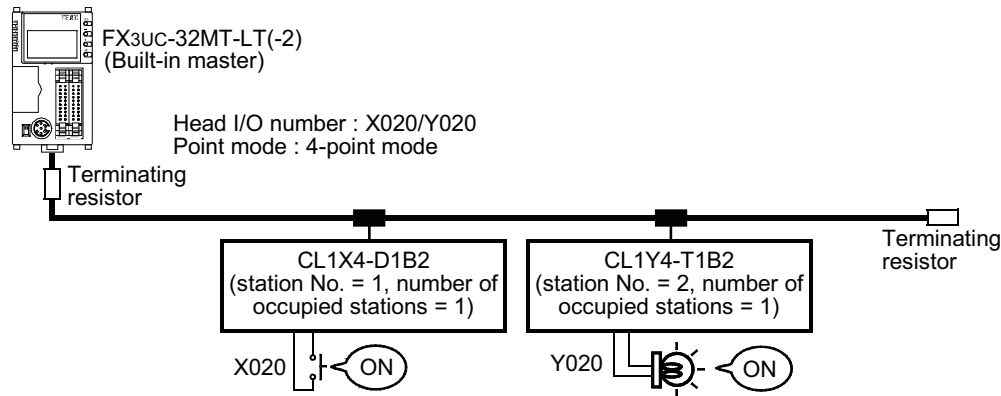 FX3UC-32MT-LT(-2)
(Built-in master)
Head I/O number : X020/Y020
Point mode : 4-point mode
Terminating
resistor
Terminating
resistor
CL1X4-D1B2
(station No. = 1, number of
occupied stations = 1)
CL1Y4-T1B2
(station No. = 2, number of
occupied stations = 1)
X020
ON
Y020
ON